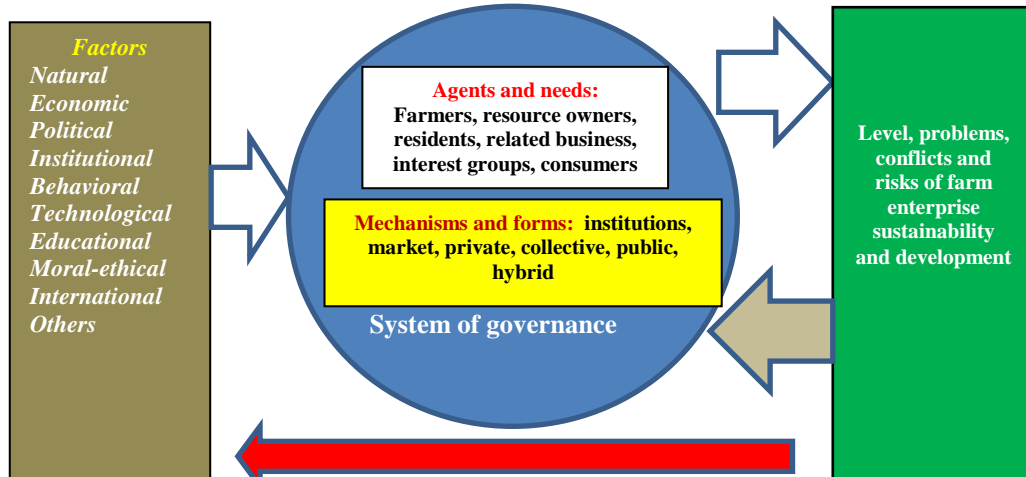 Factors
Natural
Economic
Political
Institutional
Behavioral
Technological
Educational
Moral-ethical
International
Others
Agents and needs:
Farmers, resource owners,
residents, related business,
interest groups, consumers
Mechanisms and forms: institutions,
market, private, collective, public,
hybrid
System of governance
Level, problems,
conflicts and
risks of farm
enterprise
sustainability
and development